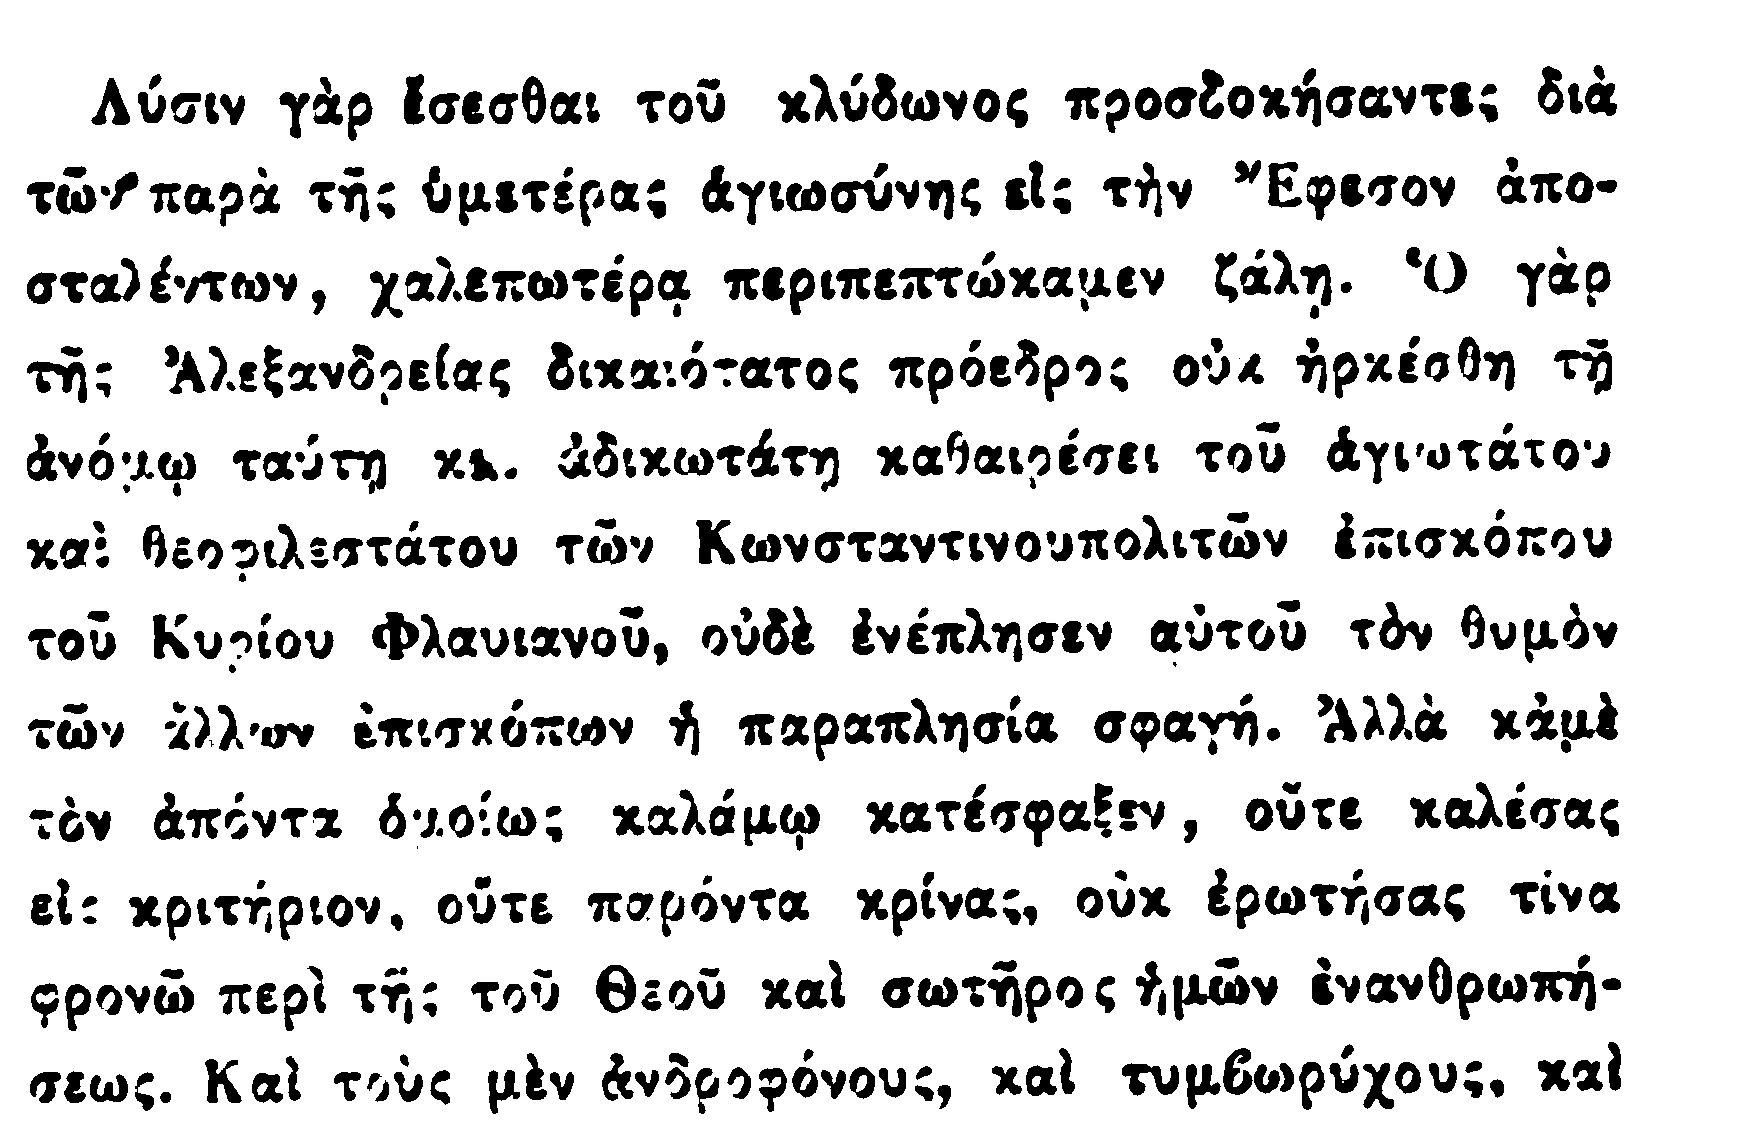 Λύσιν γὰρ ἔσεσθαι τοῦ κλύδωνος προσδοκήσαντες διὰ
τῶν παρὰ τῆς ὑμετέρας ἁγιωσύνης εἰς τὴν Ἔφεσον ἀπο-
σταλέντων, χαλεπωτέρᾳ περιπεπτώκαμεν ζάλῃ. Ὁ γὰρ
τῆς Ἀλεξανδρείας δικαιότατος πρόεδρος οὐκ ἠρκέσθη τῇ
ἀνόμῳ ταύτῃ κ. ἀδικωτάτῃ καθαιρέσει τοῦ ἁγιωτάτου
καὶ θεοφιλεστάτου τῶν Κωνσταντινουπολιτῶν ἐπισκόπου
τοῦ Κυρίου Φλαυιανοῦ, οὐδὲ ἐνέπλησεν αὐτοῦ τὸν θυμὸν
τῶν ἄλλων ἐπισκόπων ἡ παραπλησία σφαγή. Ἀλλὰ κἀμὲ
τὸν ἀπόντα ὁμοίως καλάμῳ κατέσφαξεν, οὔτε καλέσας
εἰς κριτήριον, οὔτε παρόντα κρίνας, οὐκ ἐρωτήσας τίνα
φρονῶ περὶ τῆς τοῦ Θεοῦ καὶ σωτῆρος ἡμῶν ἐνανθρωπή-
σεως. Καὶ τοὺς μὲν ἀνδροφόνους, καὶ τυμβωρύχους, καὶ